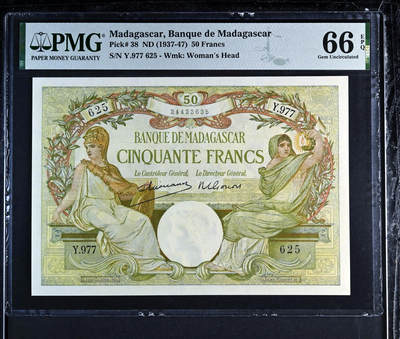 PMG
PAPER MONEY GUARANTY
Madagascar, Banque de Madagascar
Pick# 38 ND (1937-47) 50 Francs
S/N Y.977 625 - Wmk: Woman's Head
66 EPQ
Gem Uncirculated
625
50
Y.977
24423625
BANQUE DE MADAGASCAR
CINQUANTE FRANCS
Le Contrôleur Général, Le Directeur Général,
Y.977
625